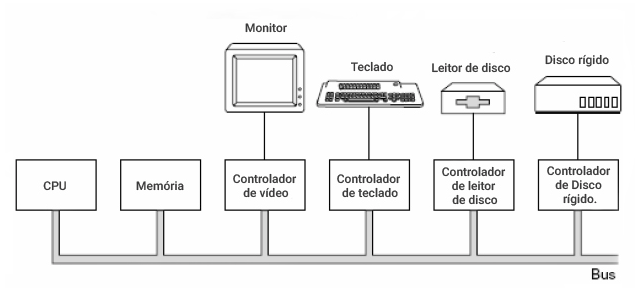 Monitor
Teclado
Leitor de disco
Disco rígido
CPU
Memória
Controlador
de vídeo
Controlador
de teclado
Controlador
de leitor
de disco
Controlador
de Disco
rígido.
Bus